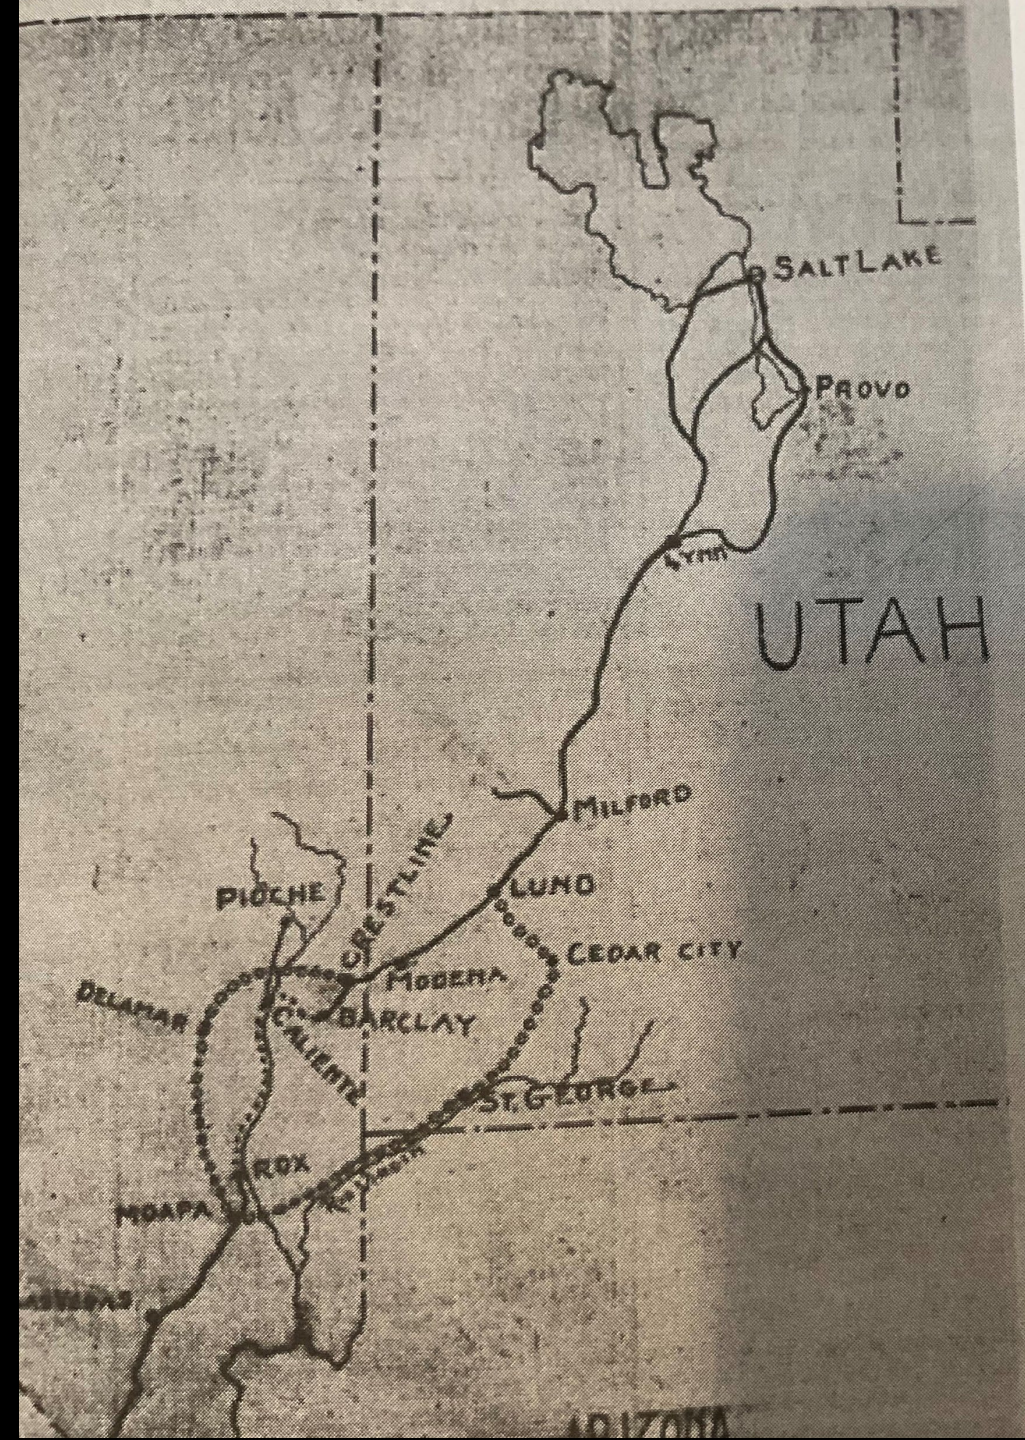 SALT LAKE
PROVO
LYNN
UTAH
MILFORD
CRESTLINE
LUND
PIOCHE
CEDAR CITY
MODENA
DELAMAR
BARCLAY
CALIENTE
ST. GEORGE
ROX
MOAPA
ARIZONA